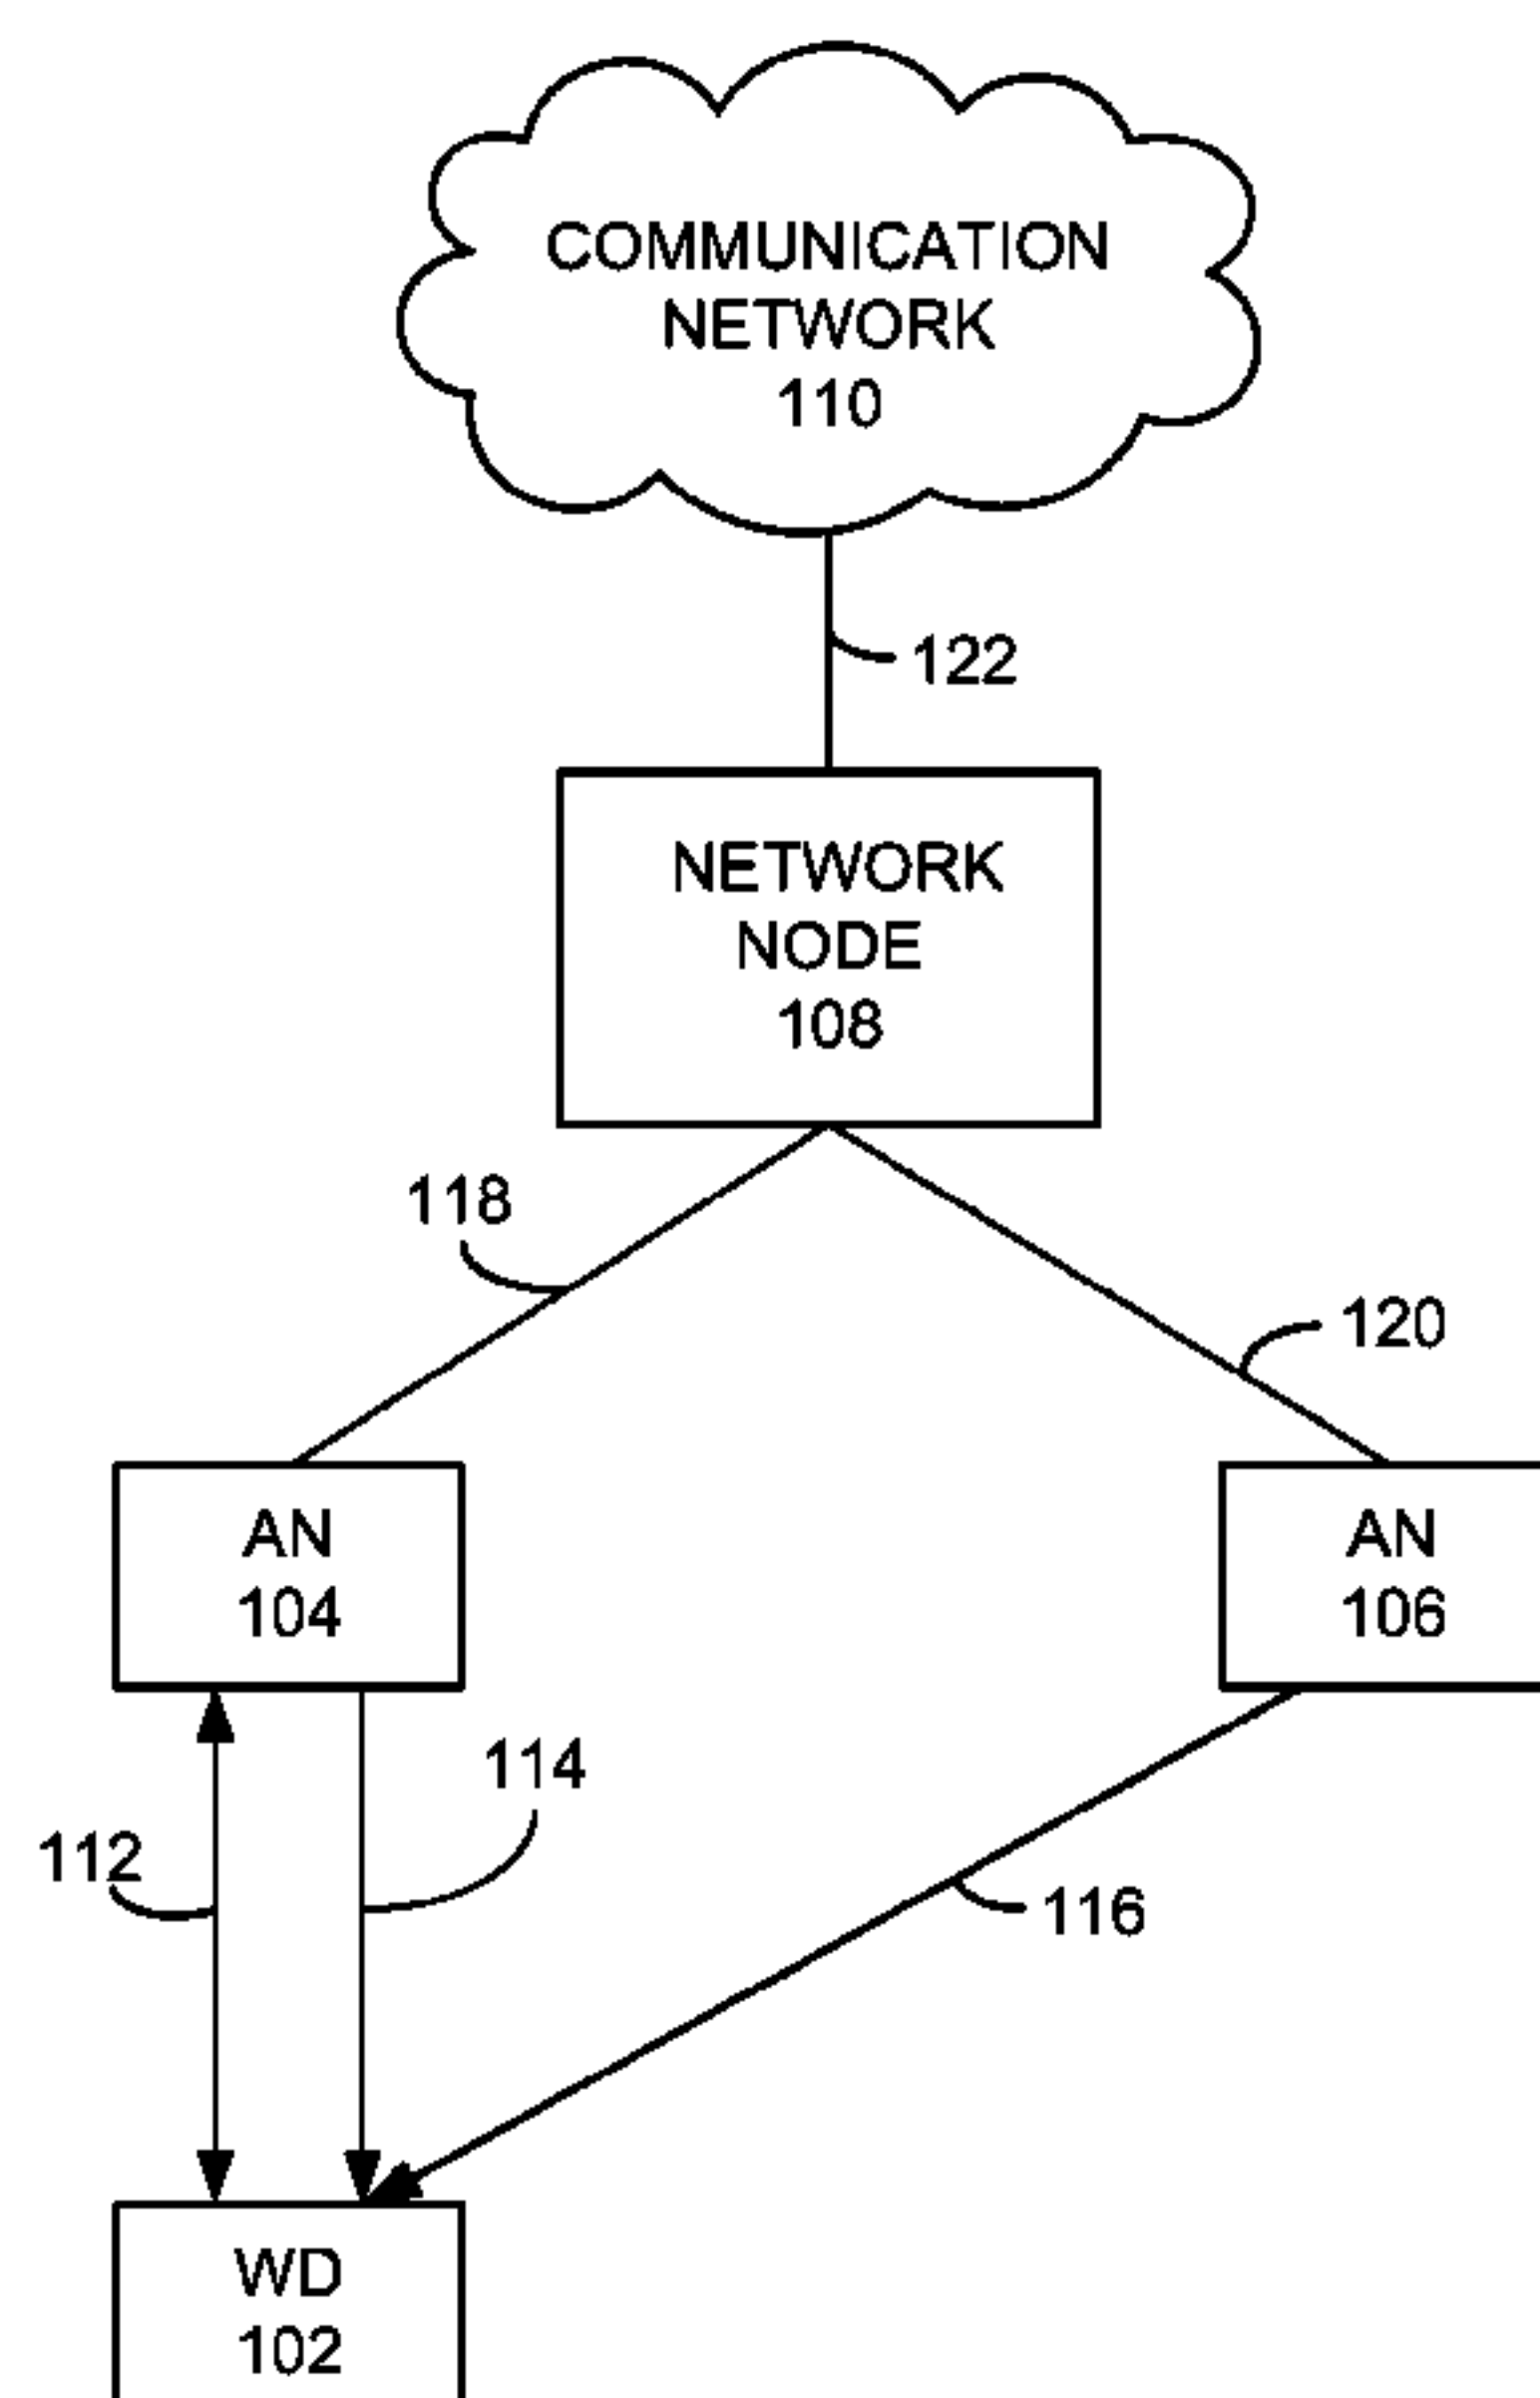 COMMUNICATION
NETWORK
110
122
NETWORK
NODE
108
118
120
AN
104
AN
106
114
112
116
WD
102